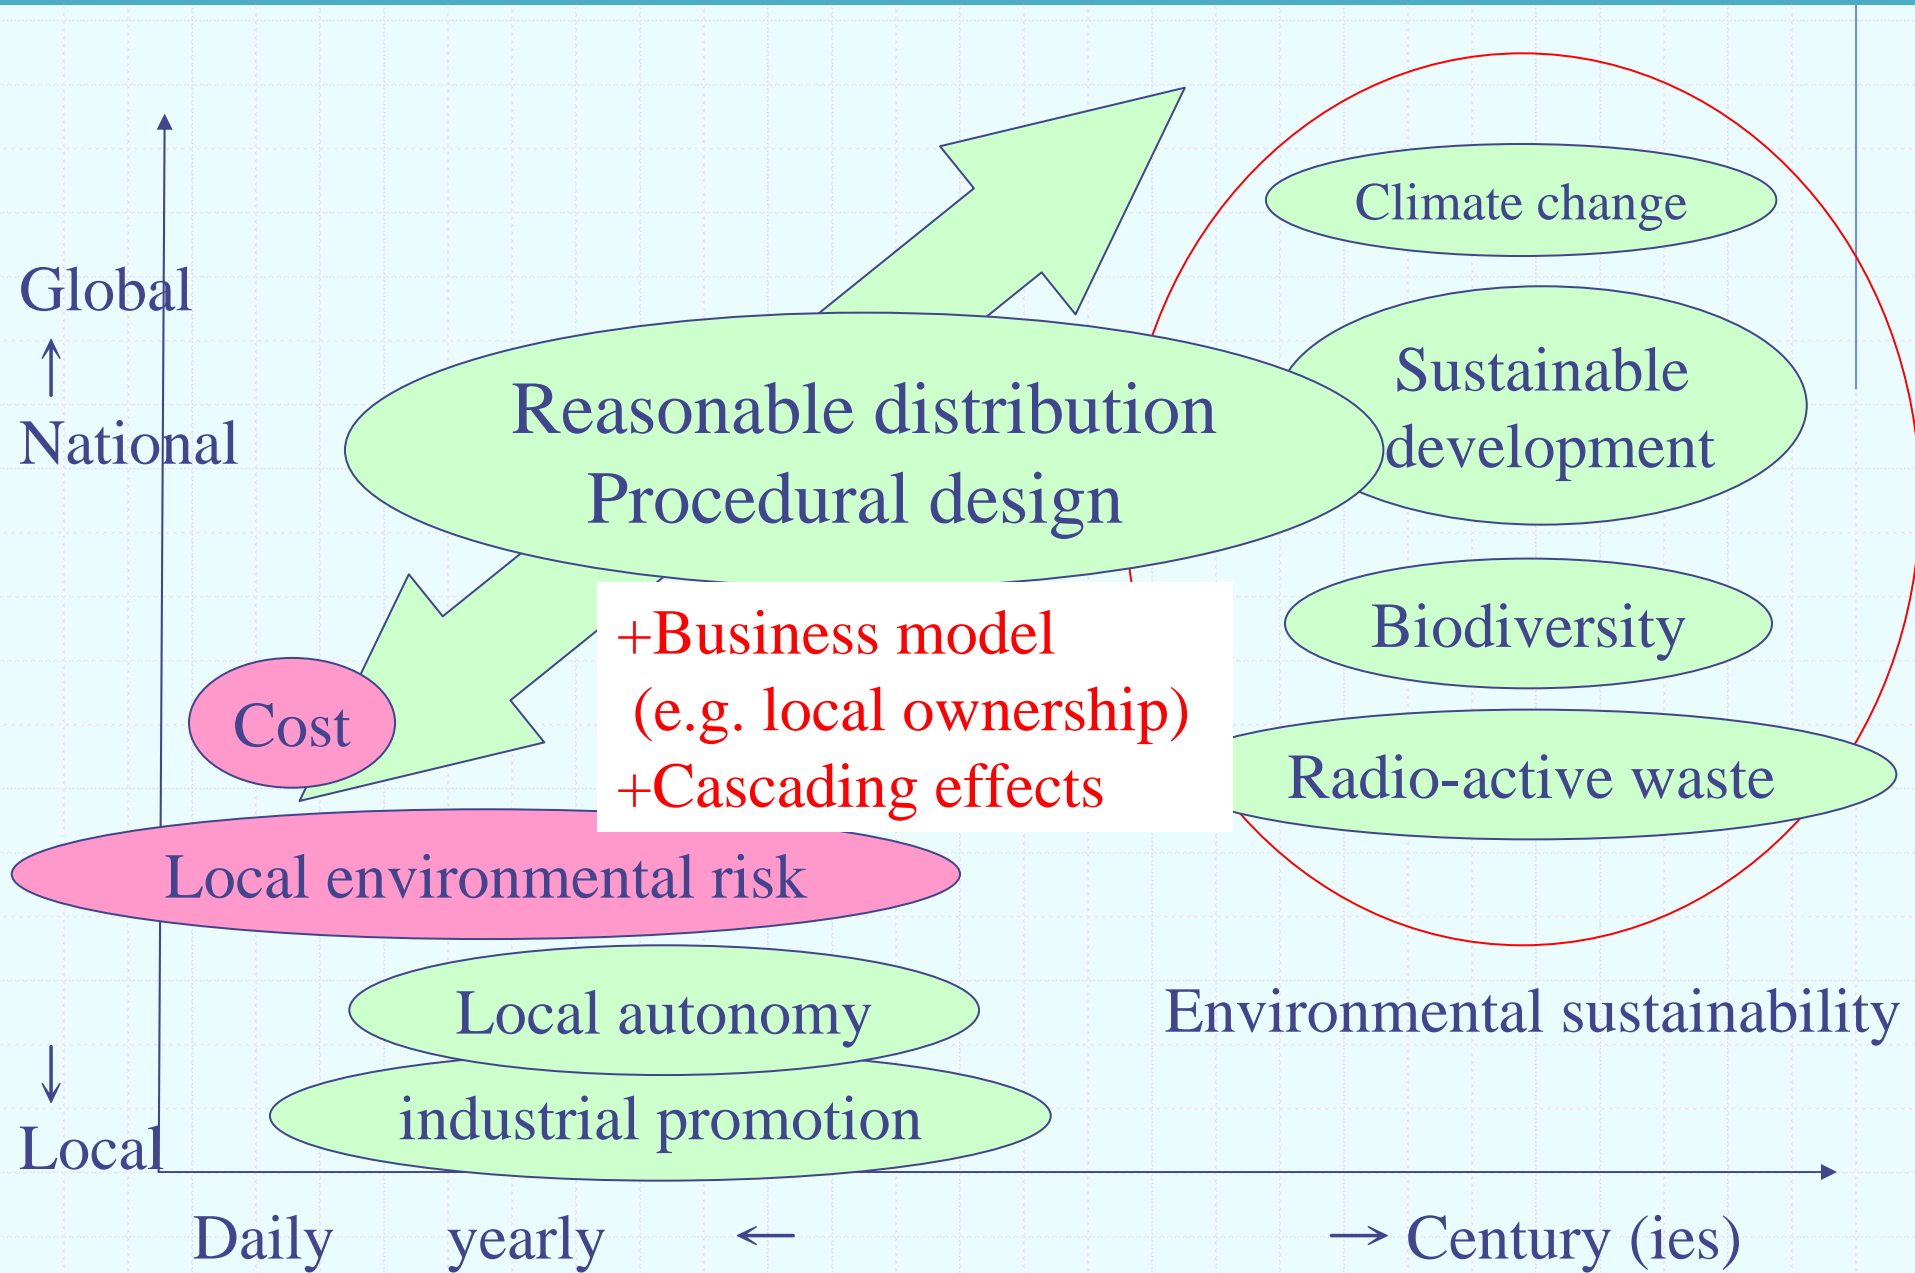 Climate change
Global
↑
National
Reasonable distribution
Procedural design
Sustainable
development
+Business model
(e.g. local ownership)
+Cascading effects
Biodiversity
Cost
Radio-active waste
Local environmental risk
Local autonomy
Environmental sustainability
↓
industrial promotion
Local
Daily yearly ← → Century (ies)